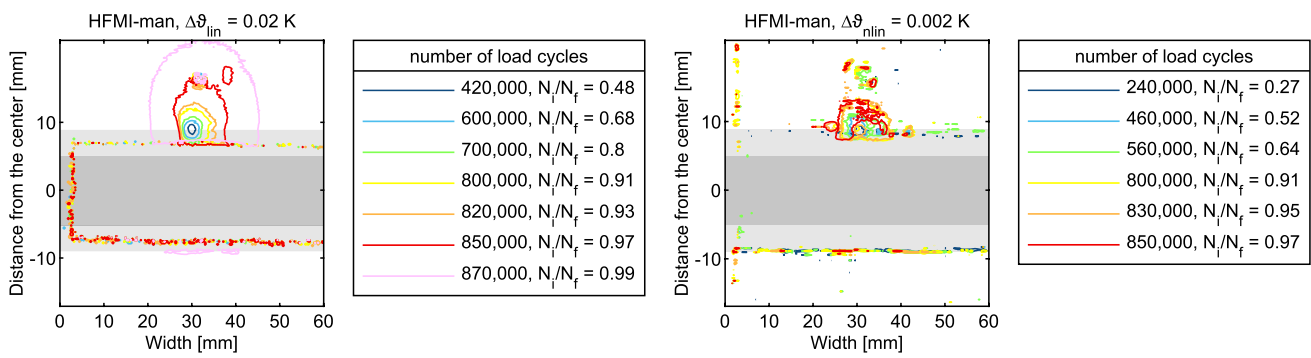 HFMI-man, Δϑlin = 0.02 K
Distance from the center [mm]
10
0
-10
0 10 20 30 40 50 60
Width [mm]
number of load cycles
420,000, Ni/Nf = 0.48
600,000, Ni/Nf = 0.68
700,000, Ni/Nf = 0.8
800,000, Ni/Nf = 0.91
820,000, Ni/Nf = 0.93
850,000, Ni/Nf = 0.97
870,000, Ni/Nf = 0.99
HFMI-man, Δϑnlin = 0.002 K
Distance from the center [mm]
10
0
-10
0 10 20 30 40 50 60
Width [mm]
number of load cycles
240,000, Ni/Nf = 0.27
460,000, Ni/Nf = 0.52
560,000, Ni/Nf = 0.64
800,000, Ni/Nf = 0.91
830,000, Ni/Nf = 0.95
850,000, Ni/Nf = 0.97